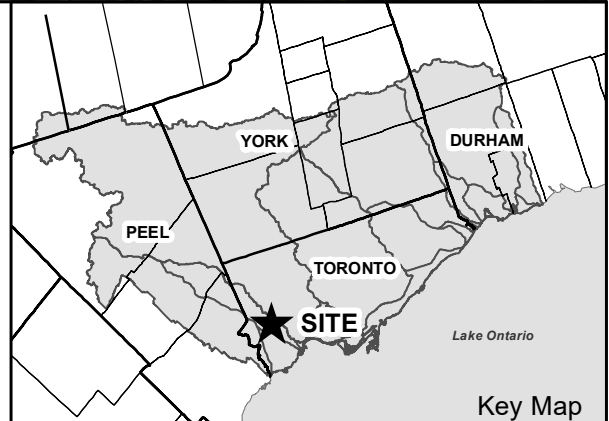 YORK
DURHAM
PEEL
TORONTO
SITE
Lake Ontario
Key Map